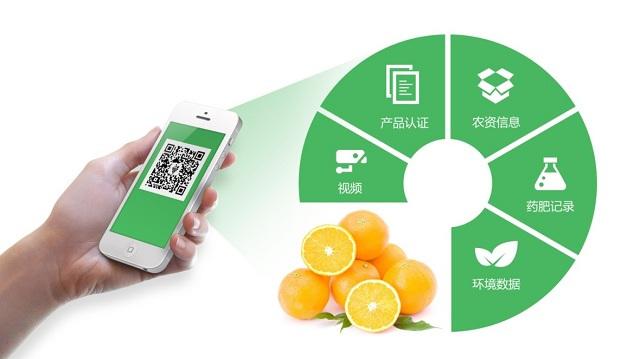 产品认证
农资信息
视频
药肥记录
环境数据